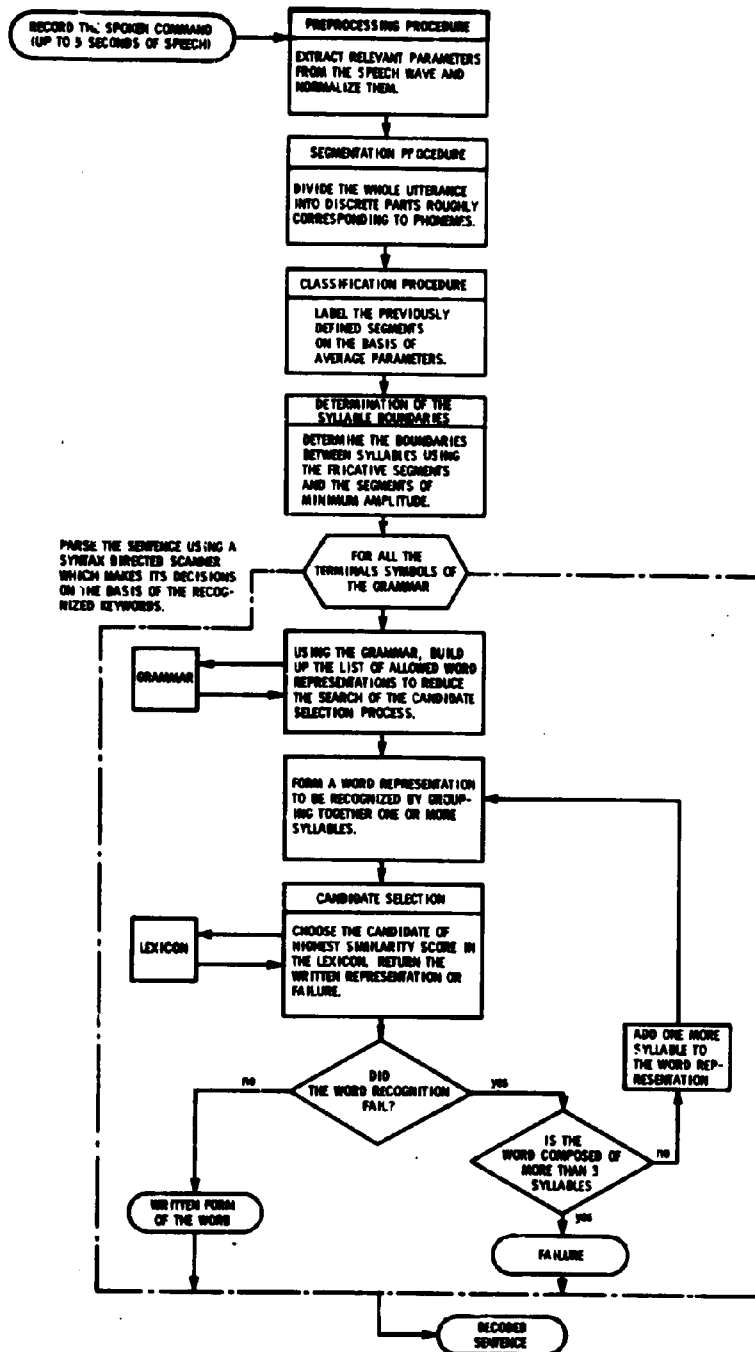 RECORD THE SPOKEN COMMAND
(UP TO 5 SECONDS OF SPEECH)
PREPROCESSING PROCEDURE
EXTRACT RELEVANT PARAMETERS
FROM THE SPEECH WAVE AND
NORMALIZE THEM.
SEGMENTATION PROCEDURE
DIVIDE THE WHOLE UTTERANCE
INTO DISCRETE PARTS ROUGHLY
CORRESPONDING TO PHONEMES.
CLASSIFICATION PROCEDURE
LABEL THE PREVIOUSLY
DEFINED SEGMENTS
ON THE BASIS OF
AVERAGE PARAMETERS.
DETERMINATION OF THE
SYLLABLE BOUNDARIES
DETERMINE THE BOUNDARIES
BETWEEN SYLLABLES USING
THE FRICATIVE SEGMENTS
AND THE SEGMENTS OF
MINIMUM AMPLITUDE.
PARSE THE SENTENCE USING A
SYNTAX DIRECTED SCANNER
WHICH MAKES ITS DECISIONS
ON THE BASIS OF THE RECOG-
NIZED KEYWORDS.
FOR ALL THE
TERMINALS SYMBOLS OF
THE GRAMMAR
GRAMMAR
USING THE GRAMMAR, BUILD
UP THE LIST OF ALLOWED WORD
REPRESENTATIONS TO REDUCE
THE SEARCH OF THE CANDIDATE
SELECTION PROCESS.
FORM A WORD REPRESENTATION
TO BE RECOGNIZED BY GROUP-
ING TOGETHER ONE OR MORE
SYLLABLES.
CANDIDATE SELECTION
LEXICON
CHOOSE THE CANDIDATE OF
HIGHEST SIMILARITY SCORE IN
THE LEXICON. RETURN THE
WRITTEN REPRESENTATION OR
FAILURE.
ADD ONE MORE
SYLLABLE TO
THE WORD REP-
RESENTATION
DID
THE WORD RECOGNITION
FAIL?
no
yes
IS THE
WORD COMPOSED OF
MORE THAN 3
SYLLABLES
no
yes
WRITTEN FORM
OF THE WORD
FAILURE
DECODED
SENTENCE